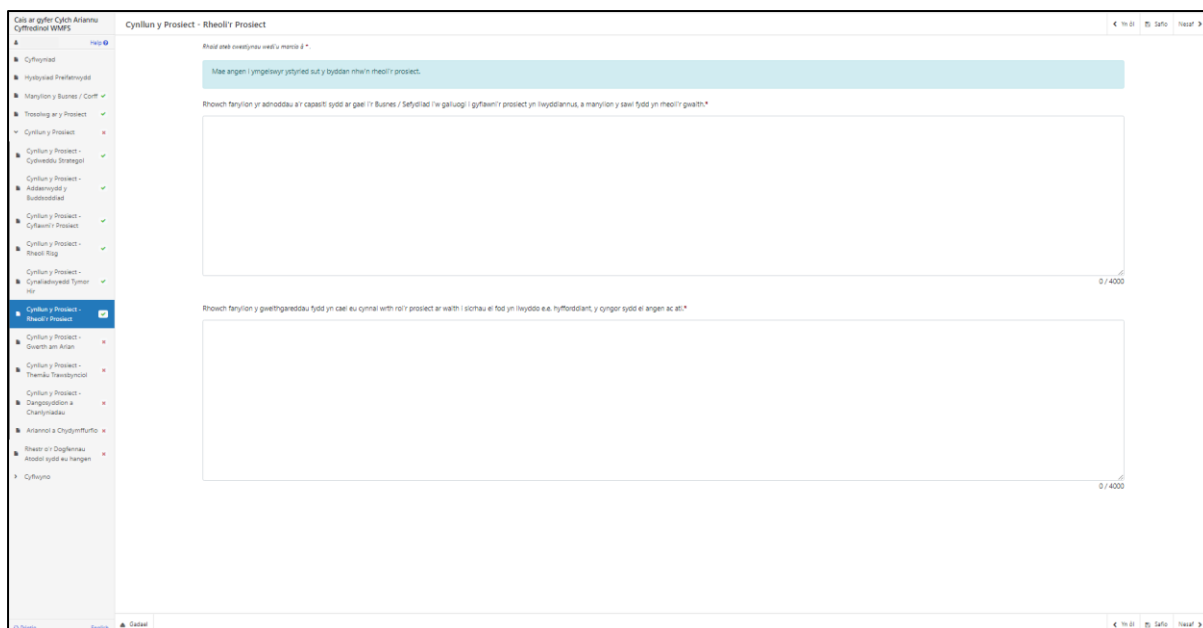 Cais ar gyfer Cylch Ariannu
Cyffredinol WMFS
Help
Cyflwyniad
Hysbysiad Preifatrwydd
Manylion y Busnes / Corff
Trosolwg ar y Prosiect
Cynllun y Prosiect
Cynllun y Prosiect -
Cydweddu Strategol
Cynllun y Prosiect -
Addasrwydd y
Buddsoddiad
Cynllun y Prosiect -
Cyflawni'r Prosiect
Cynllun y Prosiect -
Rheoli Risg
Cynllun y Prosiect -
Cynaliadwyedd Tymor
Hir
Cynllun y Prosiect -
Rheoli'r Prosiect
Cynllun y Prosiect -
Gwerth am Arian
Cynllun y Prosiect -
Themâu Trawsbynciol
Cynllun y Prosiect -
Dangosyddion a
Chanlyniadau
Ariannol a Chydymffurfio
Rhestr o'r Dogfennau
Atodol sydd eu hangen
Cyflwyno
English
Cynllun y Prosiect - Rheoli'r Prosiect
Yn ôl Safio Nesaf
Rhaid ateb cwestiynau wedi'u marcio â *.
Mae angen i ymgeiswyr ystyried sut y byddan nhw'n rheoli'r prosiect.
Rhowch fanylion yr adnoddau a'r capasiti sydd ar gael i'r Busnes / Sefydliad i'w galluogi i gyflawni'r prosiect yn llwyddiannus, a manylion y sawl fydd yn rheoli'r gwaith.*
0 / 4000
Rhowch fanylion y gweithgareddau fydd yn cael eu cynnal wrth roi'r prosiect ar waith i sicrhau ei fod yn llwyddo e.e. hyfforddiant, y cyngor sydd ei angen ac ati.*
0 / 4000
Gadael
Yn ôl Safio Nesaf